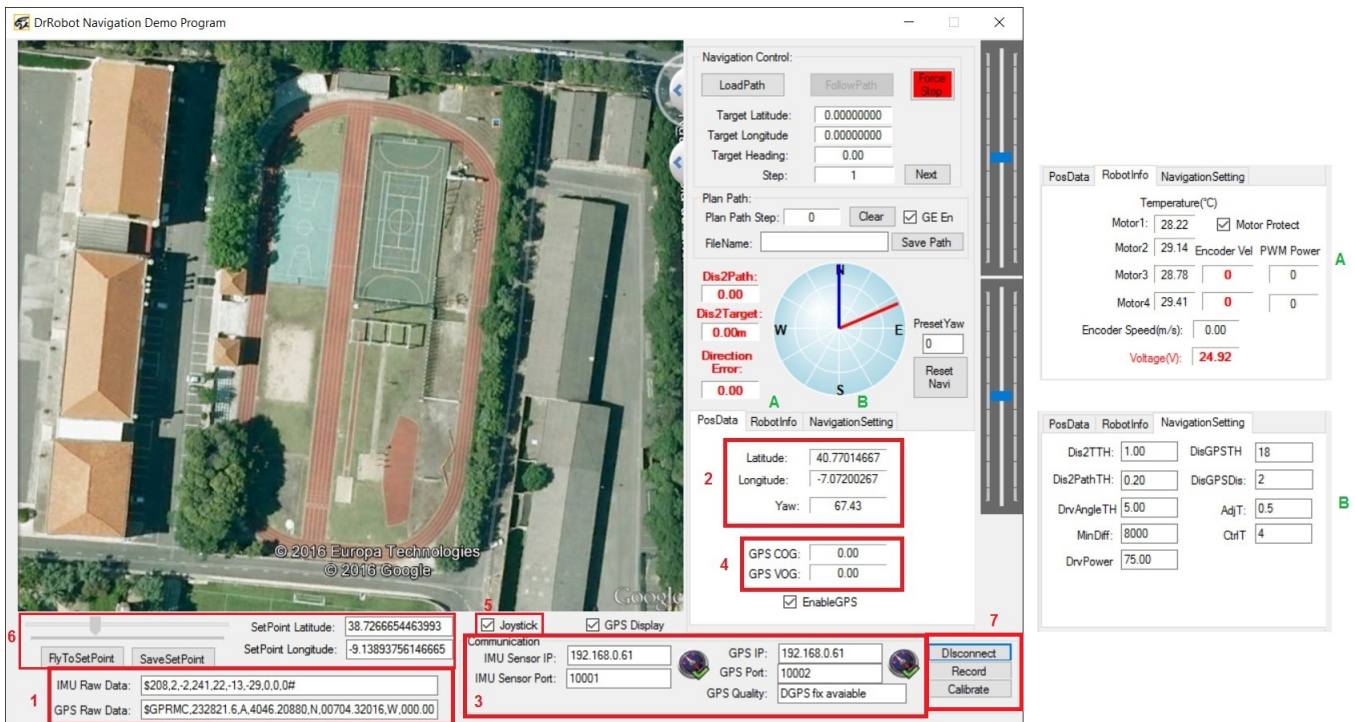 DrRobot Navigation Demo Program
© 2016 Europa Technologies
© 2016 Google
Google
Navigation Control:
LoadPath FollowPath Force Stop
Target Latitude: 0.00000000
Target Longitude 0.00000000
Target Heading: 0.00
Step: 1 Next
Plan Path:
Plan Path Step: 0 Clear GE En
FileName: Save Path
Dis2Path:
0.00
Dis2Target:
0.00m
Direction
Error:
0.00
N
W E
S
PresetYaw
0
Reset
Navi
A B
PosData RobotInfo NavigationSetting
2
Latitude: 40.77014667
Longitude: -7.07200267
Yaw: 67.43
4
GPS COG: 0.00
GPS VOG: 0.00
EnableGPS
6
FlyToSetPoint SaveSetPoint
SetPoint Latitude: 38.7266654463993
SetPoint Longitude: -9.13893756146665
1
IMU Raw Data: $208,2,-2,241,22,-13,-29,0,0,0#
GPS Raw Data: $GPRMC,232821.6,A,4046.20880,N,00704.32016,W,000.00
5
Joystick GPS Display
Communication
IMU Sensor IP: 192.168.0.61 GPS IP: 192.168.0.61
IMU Sensor Port: 10001 GPS Port: 10002
3 GPS Quality: DGPS fix avaiable
7
DIsconnect
Record
Calibrate
PosData RobotInfo NavigationSetting
Temperature(°C)
Motor1: 28.22 Motor Protect
Motor2 29.14 Encoder Vel PWM Power
Motor3 28.78 0 0
Motor4 29.41 0 0
Encoder Speed(m/s): 0.00
Voltage(V): 24.92
A
PosData RobotInfo NavigationSetting
Dis2TTH: 1.00 DisGPSTH 18
Dis2PathTH: 0.20 DisGPSDis: 2
DrvAngleTH 5.00 AdjT: 0.5
MinDiff: 8000 CtrlT 4
DrvPower 75.00
B